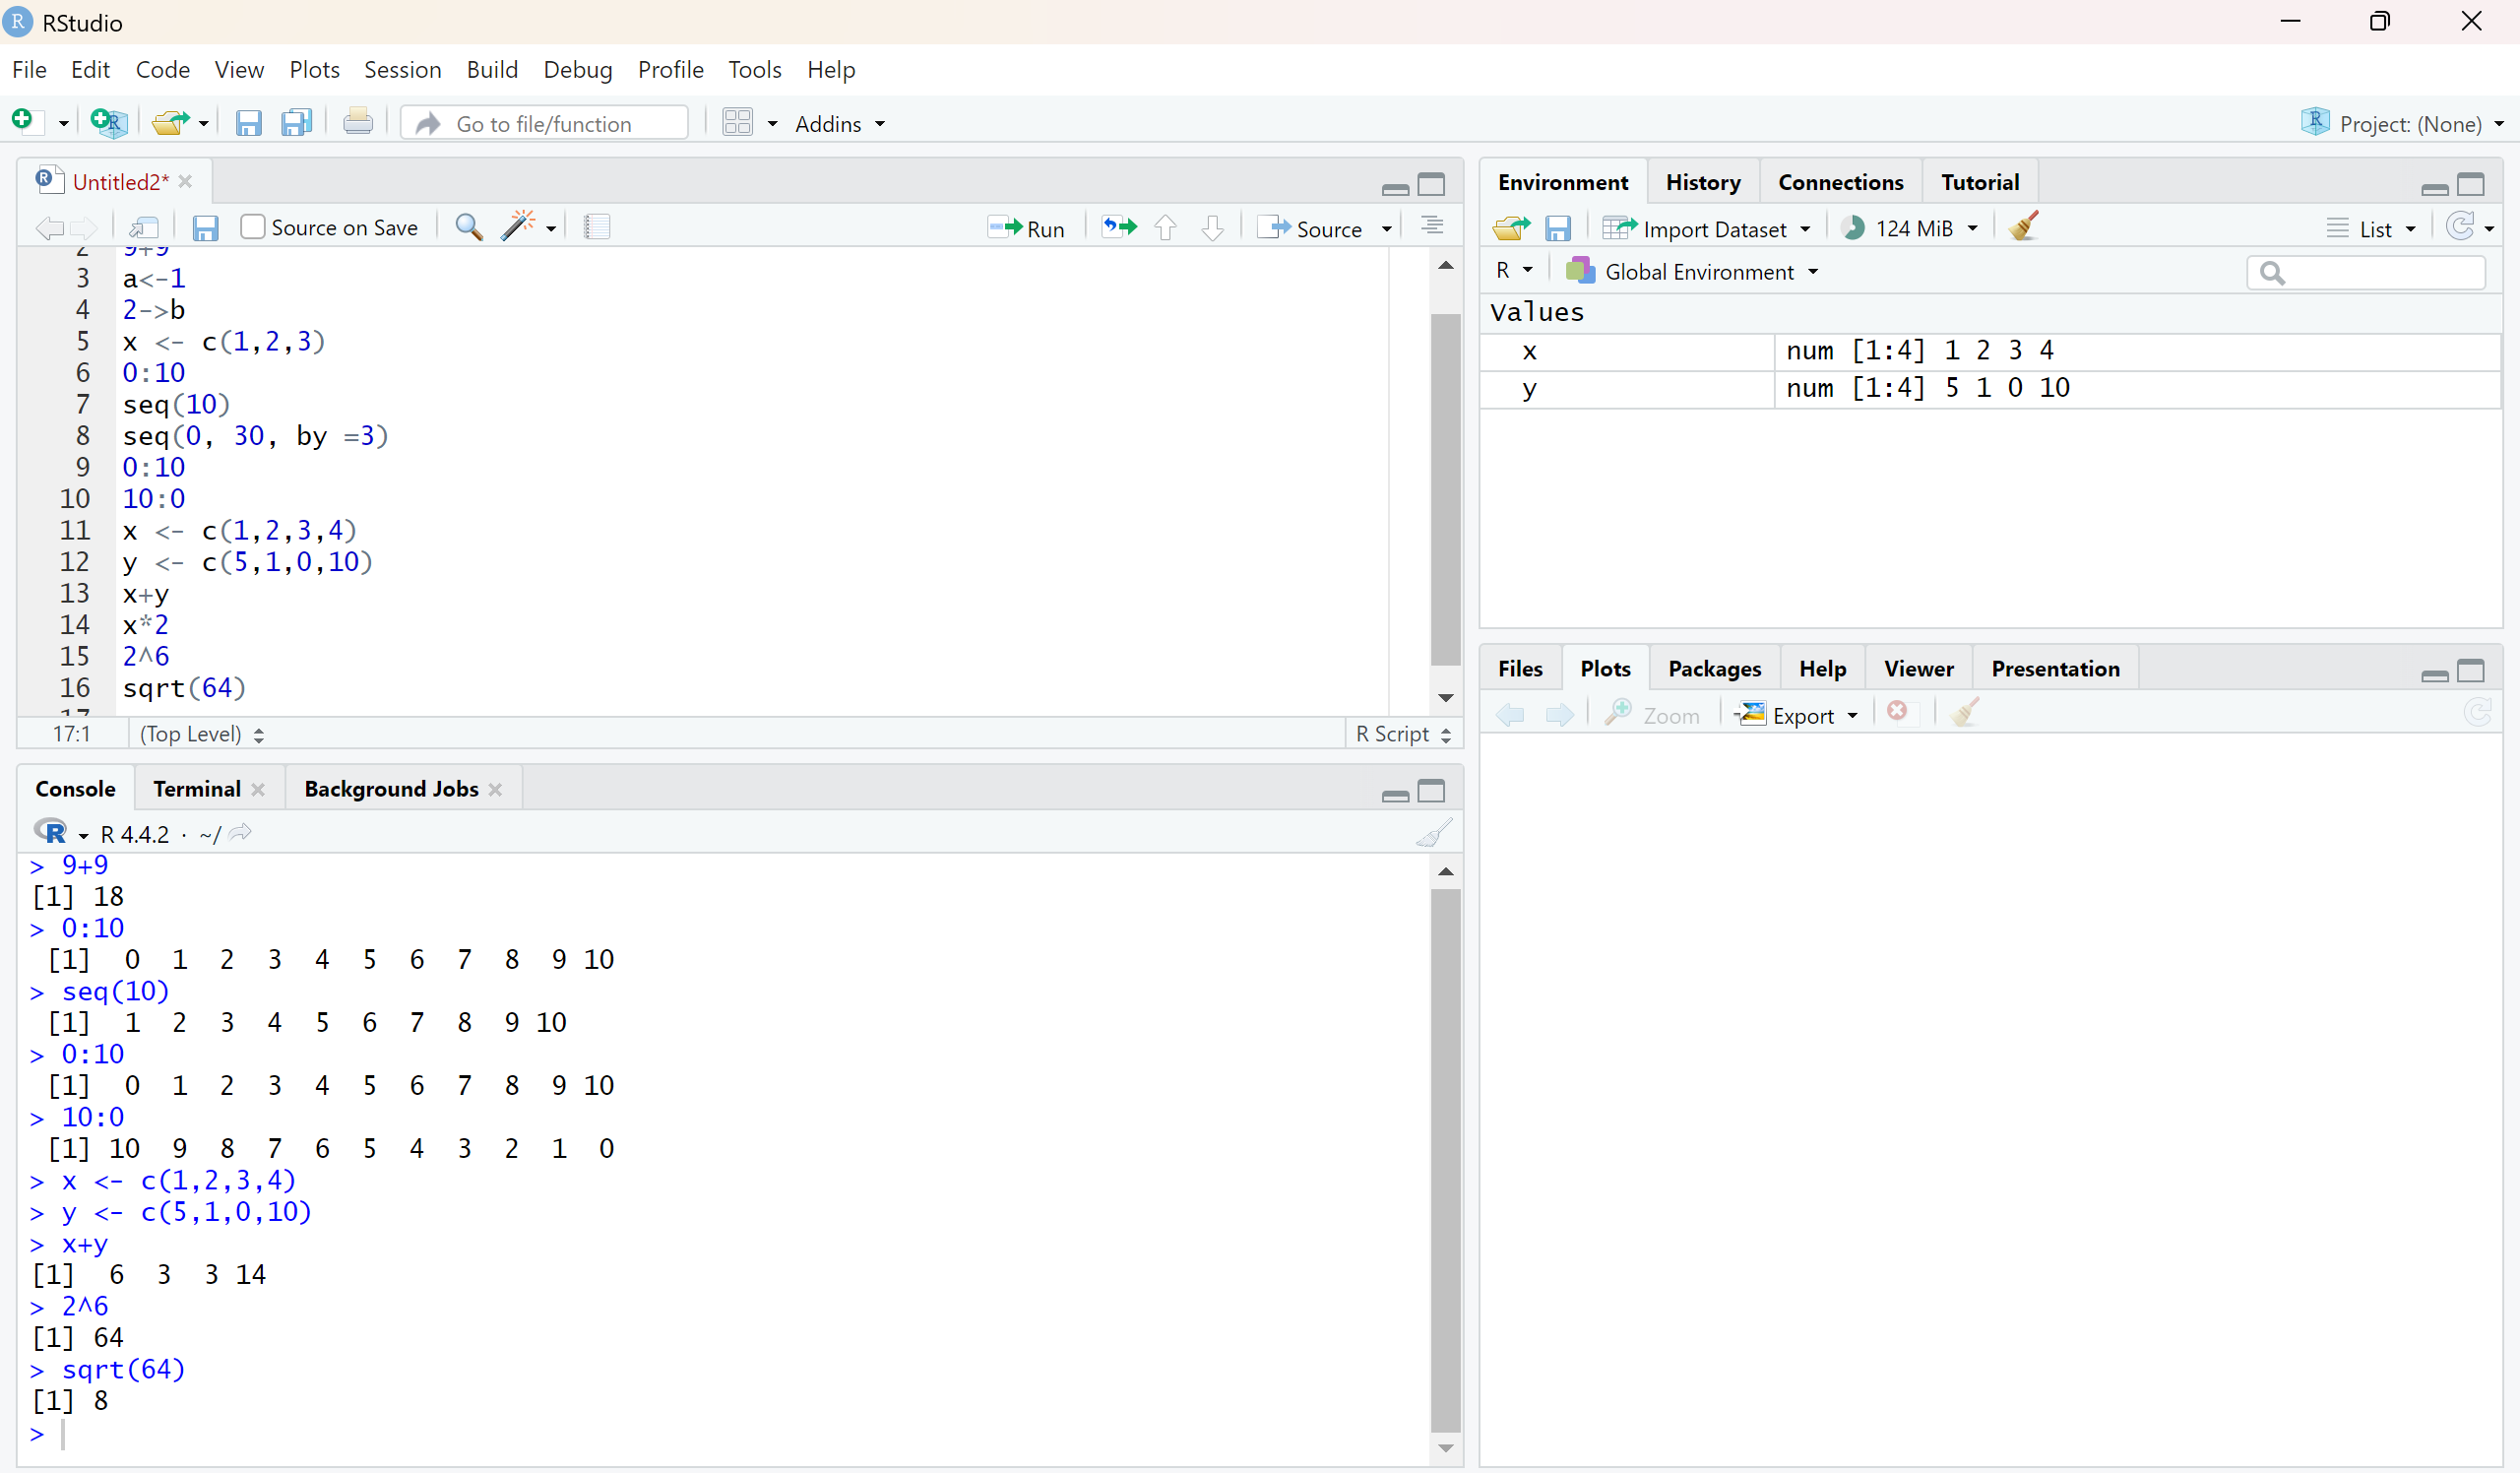 RStudio
File Edit Code View Plots Session Build Debug Profile Tools Help
Go to file/function Addins Project: (None)
Untitled2*
Source on Save Run Source
2 9+9
3 a<-1
4 2->b
5 x <- c(1,2,3)
6 0:10
7 seq(10)
8 seq(0, 30, by =3)
9 0:10
10 10:0
11 x <- c(1,2,3,4)
12 y <- c(5,1,0,10)
13 x+y
14 x*2
15 2^6
16 sqrt(64)
17
17:1 (Top Level) R Script
Console Terminal Background Jobs
R 4.4.2 · ~/
> 9+9
[1] 18
> 0:10
[1] 0 1 2 3 4 5 6 7 8 9 10
> seq(10)
[1] 1 2 3 4 5 6 7 8 9 10
> 0:10
[1] 0 1 2 3 4 5 6 7 8 9 10
> 10:0
[1] 10 9 8 7 6 5 4 3 2 1 0
> x <- c(1,2,3,4)
> y <- c(5,1,0,10)
> x+y
[1] 6 3 3 14
> 2^6
[1] 64
> sqrt(64)
[1] 8
>
Environment History Connections Tutorial
Import Dataset 124 MiB List
R Global Environment
Values
x num [1:4] 1 2 3 4
y num [1:4] 5 1 0 10
Files Plots Packages Help Viewer Presentation
Zoom Export